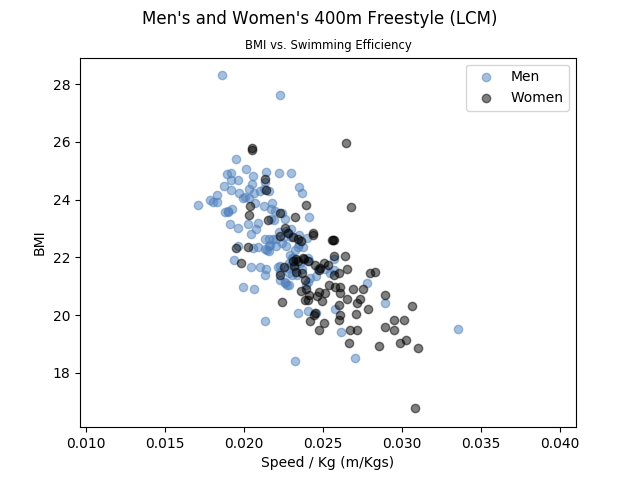 Men's and Women's 400m Freestyle (LCM)
BMI vs. Swimming Efficiency
Men
Women
BMI
28
26
24
22
20
18
0.010 0.015 0.020 0.025 0.030 0.035 0.040
Speed / Kg (m/Kgs)